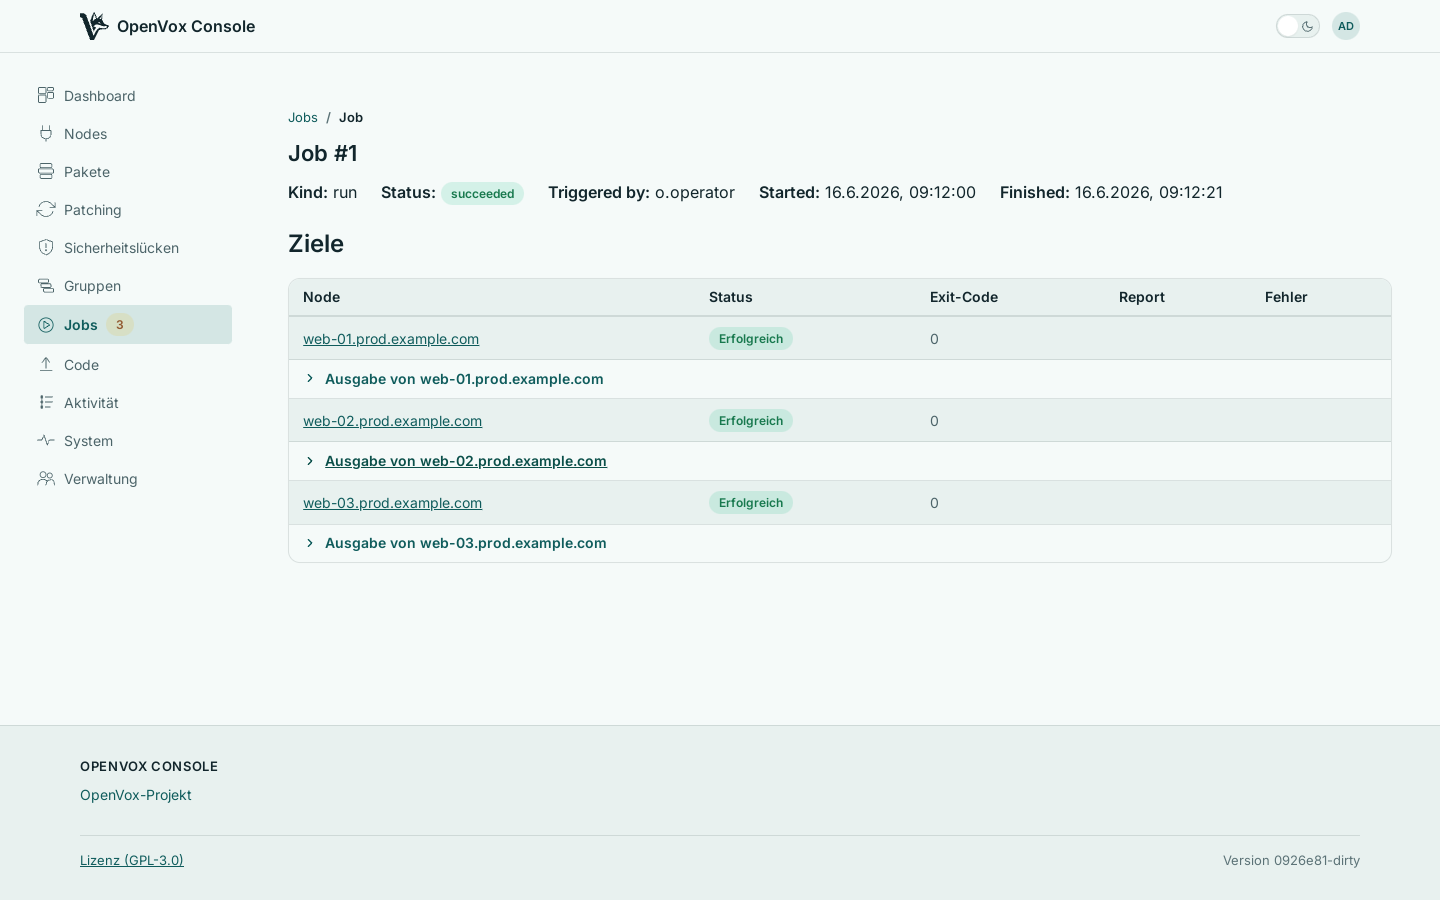 OpenVox Console
AD
Dashboard
Nodes
Pakete
Patching
Sicherheitslücken
Gruppen
Jobs 3
Code
Aktivität
System
Verwaltung
Jobs / Job
Job #1
Kind: run Status: succeeded Triggered by: o.operator Started: 16.6.2026, 09:12:00 Finished: 16.6.2026, 09:12:21
Ziele
Node Status Exit-Code Report Fehler
web-01.prod.example.com Erfolgreich 0
Ausgabe von web-01.prod.example.com
web-02.prod.example.com Erfolgreich 0
Ausgabe von web-02.prod.example.com
web-03.prod.example.com Erfolgreich 0
Ausgabe von web-03.prod.example.com
OPENVOX CONSOLE
OpenVox-Projekt
Lizenz (GPL-3.0)
Version 0926e81-dirty